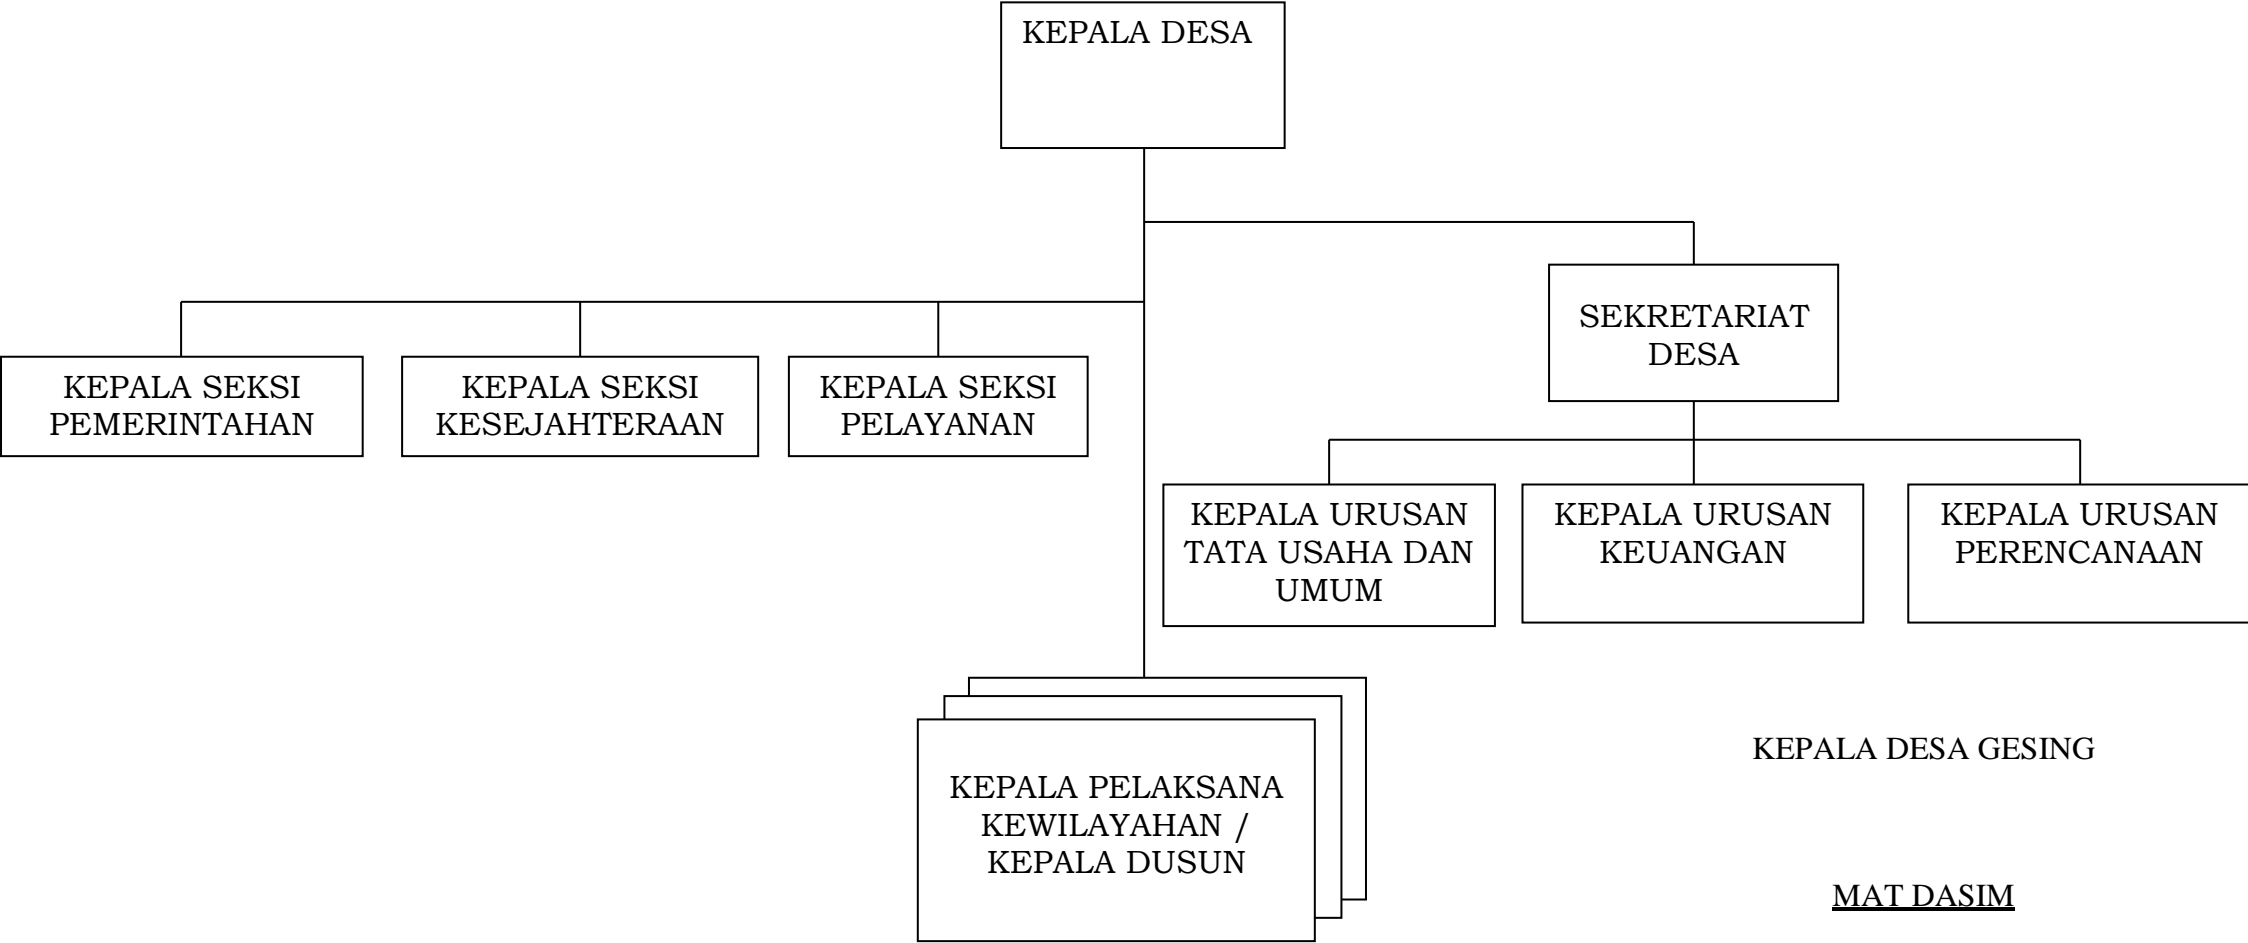 KEPALA DESA
SEKRETARIAT
DESA
KEPALA SEKSI
PEMERINTAHAN
KEPALA SEKSI
KESEJAHTERAAN
KEPALA SEKSI
PELAYANAN
KEPALA URUSAN
TATA USAHA DAN
UMUM
KEPALA URUSAN
KEUANGAN
KEPALA URUSAN
PERENCANAAN
KEPALA PELAKSANA
KEWILAYAHAN /
KEPALA DUSUN
KEPALA DESA GESING
MAT DASIM